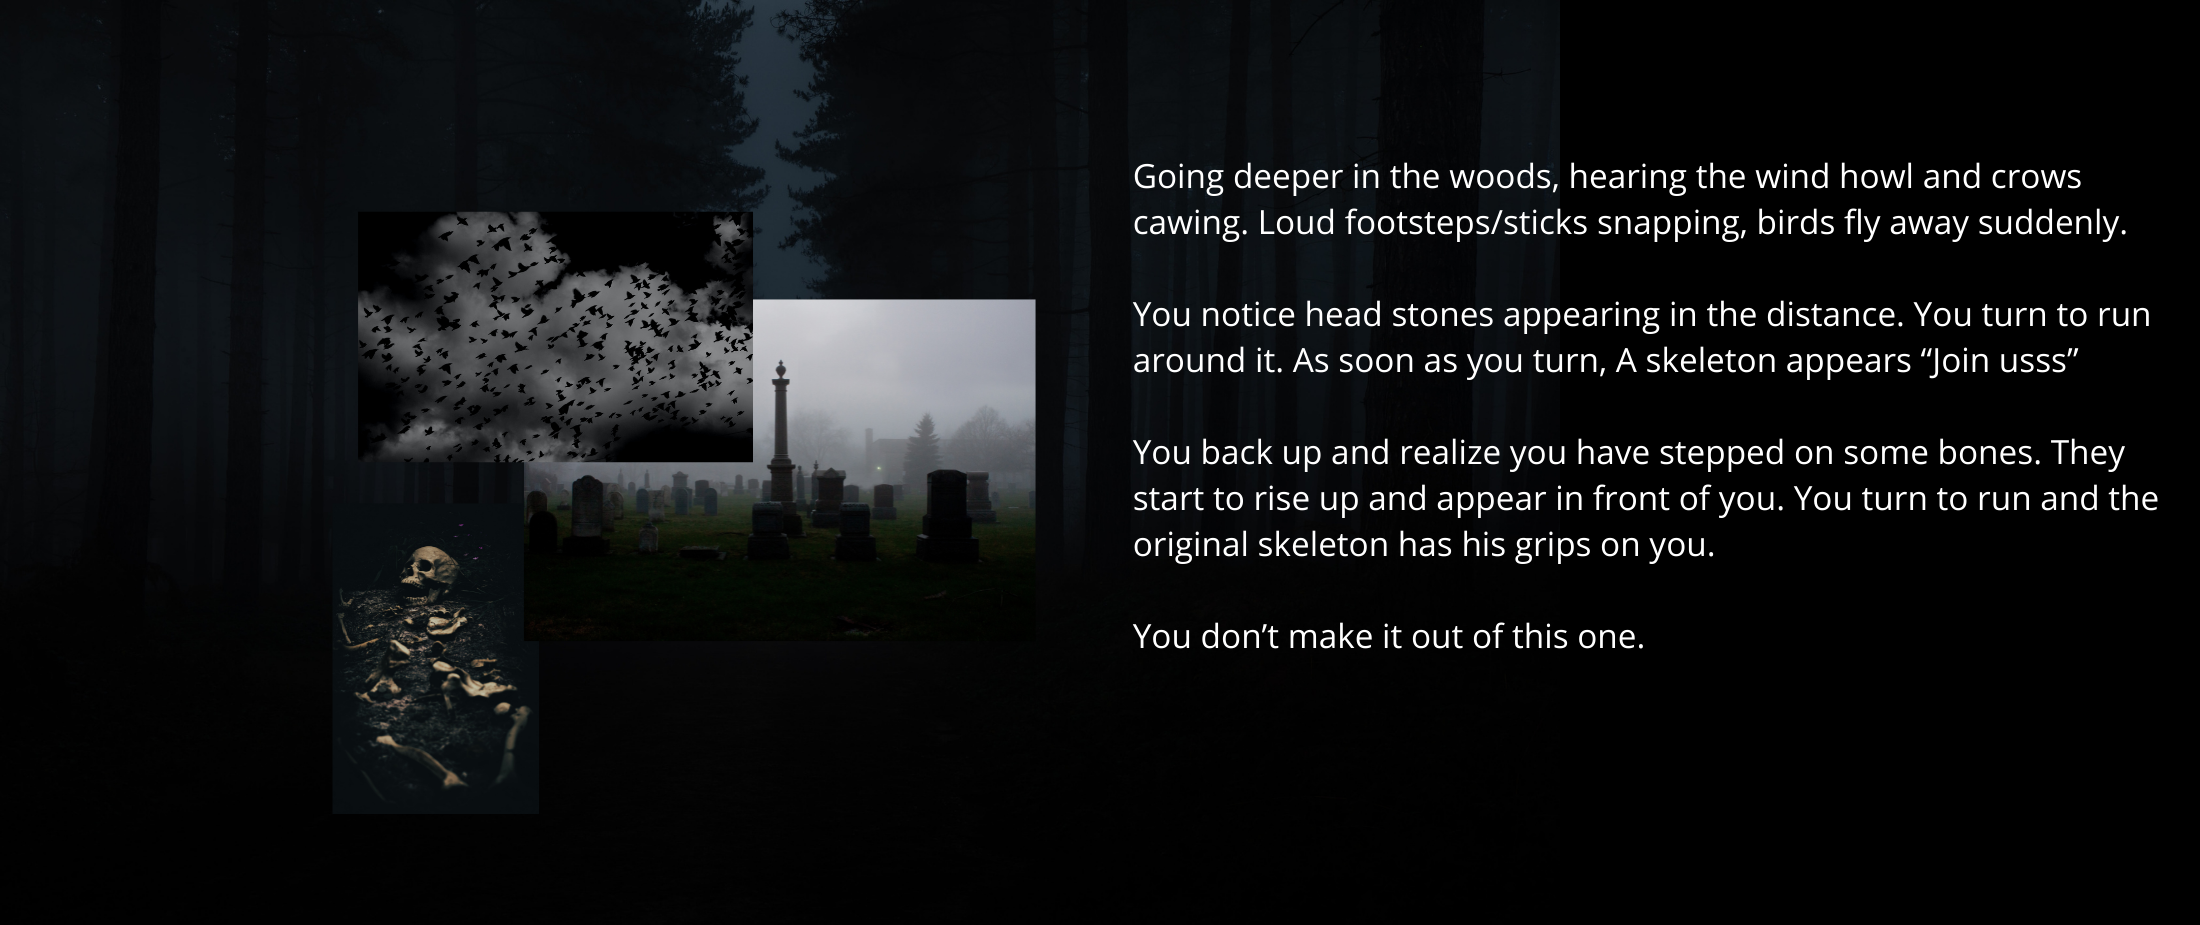 Going deeper in the woods, hearing the wind howl and crows
cawing. Loud footsteps/sticks snapping, birds fly away suddenly.
You notice head stones appearing in the distance. You turn to run
around it. As soon as you turn, A skeleton appears “Join usss”
You back up and realize you have stepped on some bones. They
start to rise up and appear in front of you. You turn to run and the
original skeleton has his grips on you.
You don’t make it out of this one.